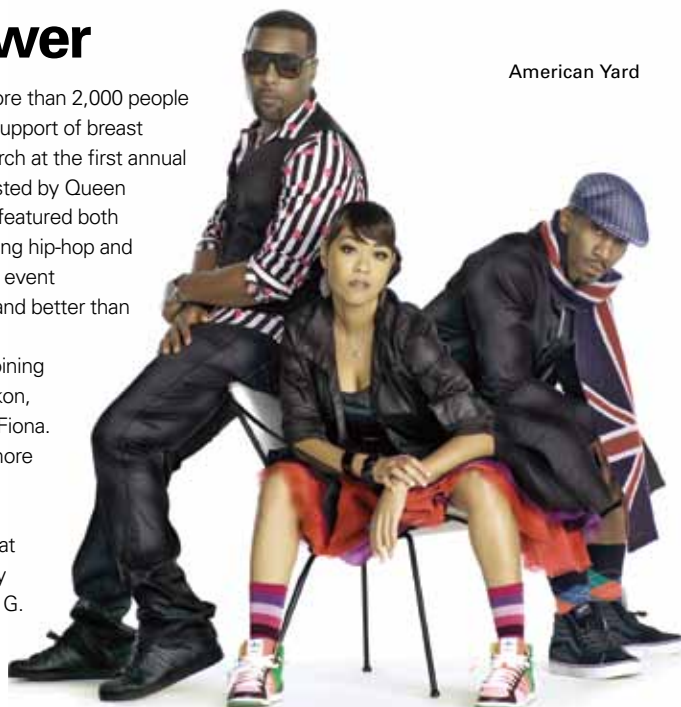 wer
American Yard
ore than 2,000 people
upport of breast
rch at the first annual
sted by Queen
featured both
ng hip-hop and
event
and better than
oining
kon,
Fiona.
more
at
y
G.